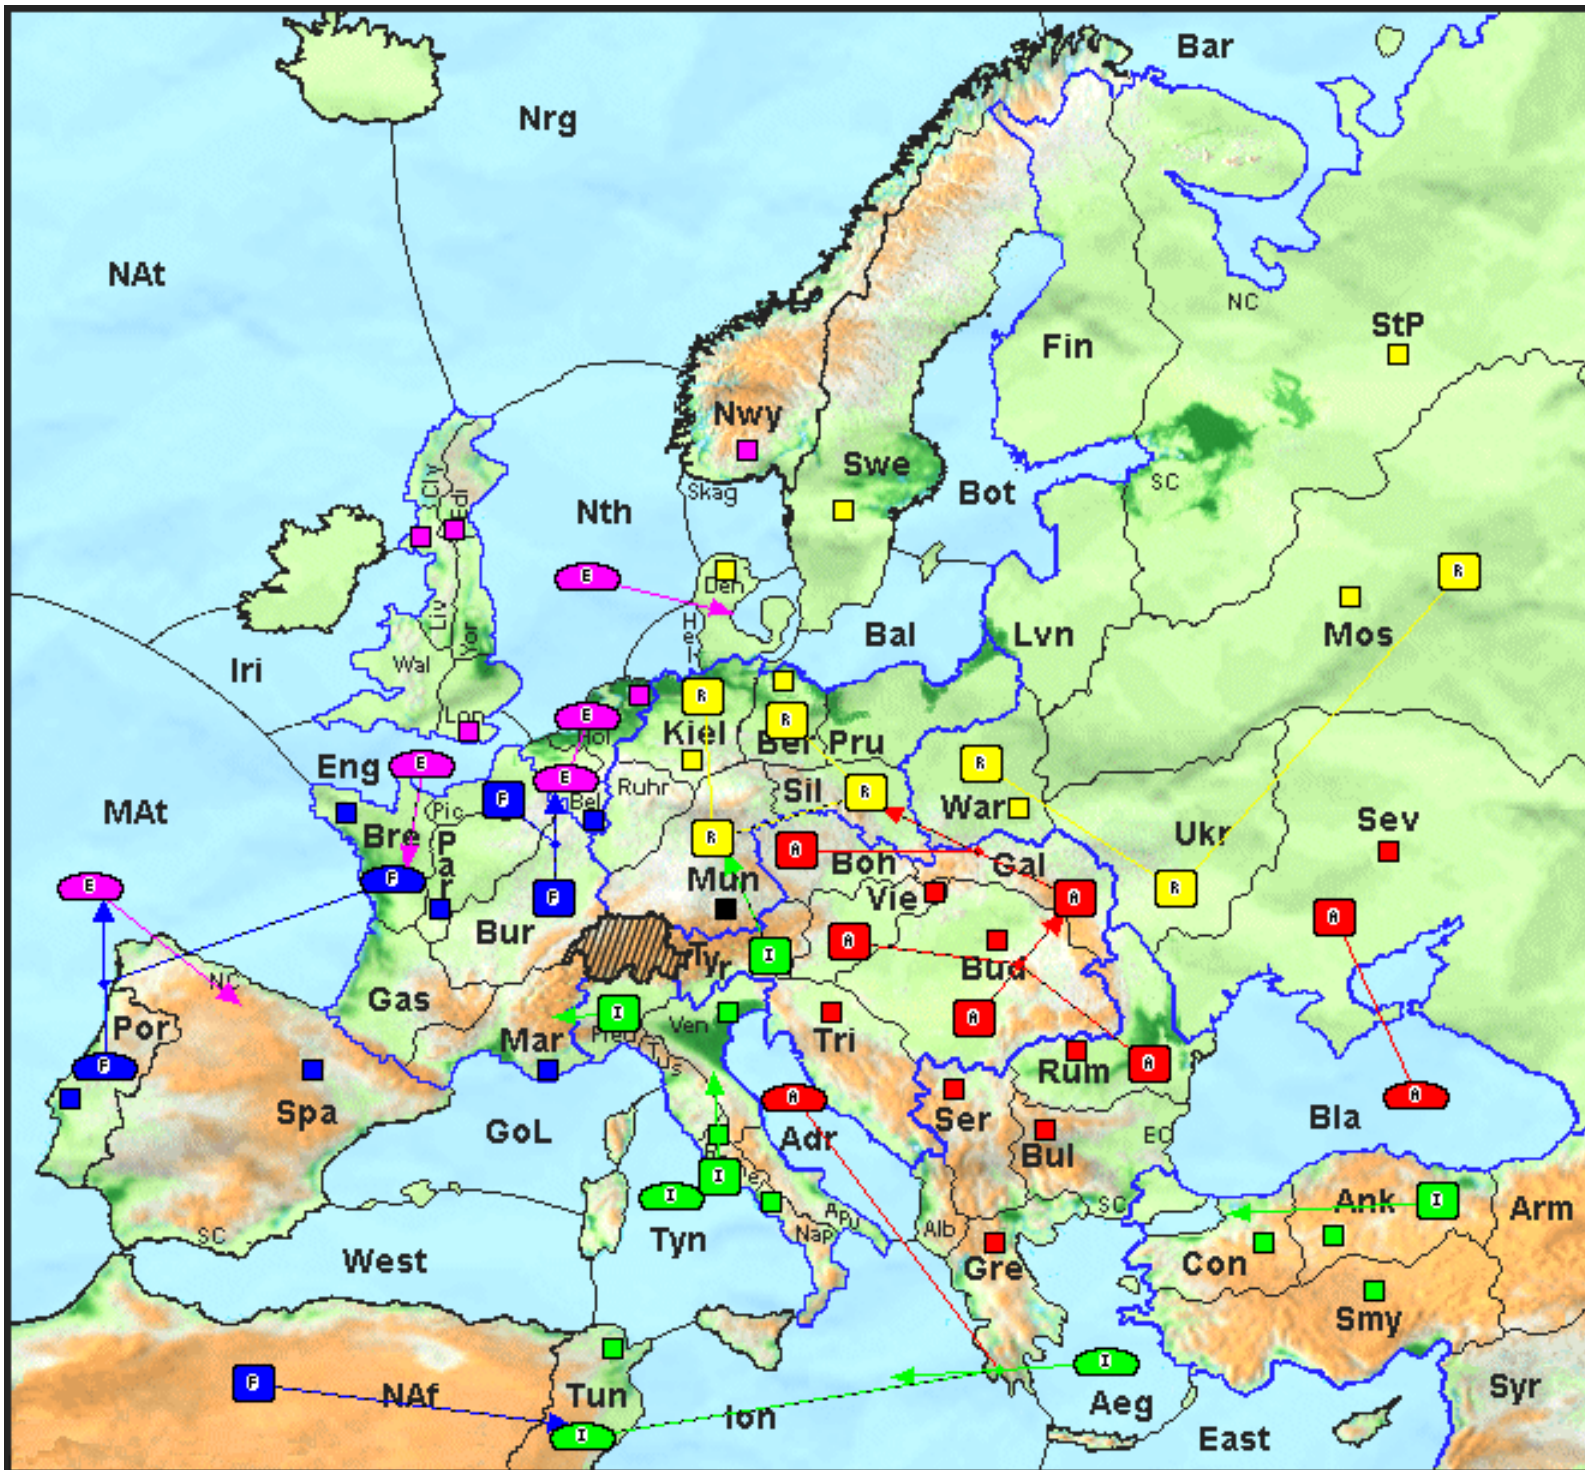 Bar
Nrg
NAt
NC
StP
Fin
Nwy
Swe
Skag
Bot
SC
Nth
Cly
Edi
E
Den
R
Hel
Liv
Yor
Bal
Lvn
Mos
Iri
Wal
R
Lon
E
Hol
Kiel
R
Ber
Pru
Eng
E
E
Ruhr
Sil
R
War
R
MAt
F
Pic
Bel
Bre
Par
R
Mun
A
Boh
Gal
Ukr
Sev
E
F
F
Bur
Vie
A
R
A
NC
Gas
Tyr
I
A
Bud
Por
Mar
I
Pied
Ven
Tri
A
F
Tus
Rum
A
Spa
GoL
A
Adr
Ser
Bla
A
Bul
EC
I
I
Tyn
Apu
Nap
Alb
SC
Ank
I
Arm
SC
West
Gre
Con
Smy
F
NAf
Tun
I
Ion
I
Aeg
East
Syr